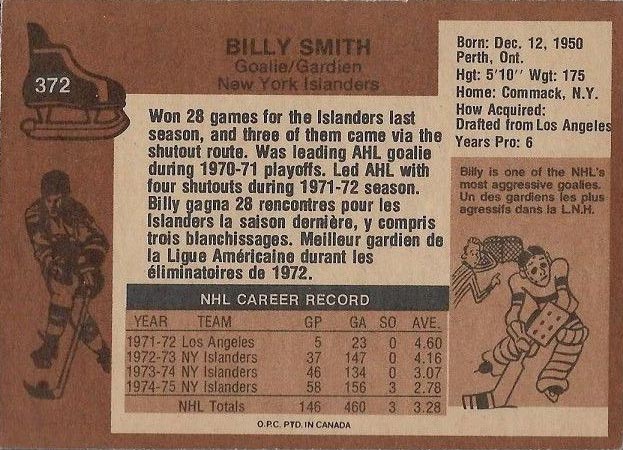 372
BILLY SMITH
Goalie/Gardien
New York Islanders
Born: Dec. 12, 1950
Perth, Ont.
Hgt: 5'10" Wgt: 175
Home: Commack, N.Y.
How Acquired:
Drafted from Los Angeles
Years Pro: 6
Won 28 games for the Islanders last
season, and three of them came via the
shutout route. Was leading AHL goalie
during 1970-71 playoffs. Led AHL with
four shutouts during 1971-72 season.
Billy gagna 28 rencontres pour les
Islanders la saison dernière, y compris
trois blanchissages. Meilleur gardien de
la Ligue Américaine durant les
éliminatoires de 1972.
Billy is one of the NHL's
most aggressive goalies.
Un des gardiens les plus
agressifs dans la L.N.H.
NHL CAREER RECORD
YEAR TEAM GP GA SO AVE.
1971-72 Los Angeles 5 23 0 4.60
1972-73 NY Islanders 37 147 0 4.16
1973-74 NY Islanders 46 134 0 3.07
1974-75 NY Islanders 58 156 3 2.78
NHL Totals 146 460 3 3.28
O.P.C. PTD. IN CANADA